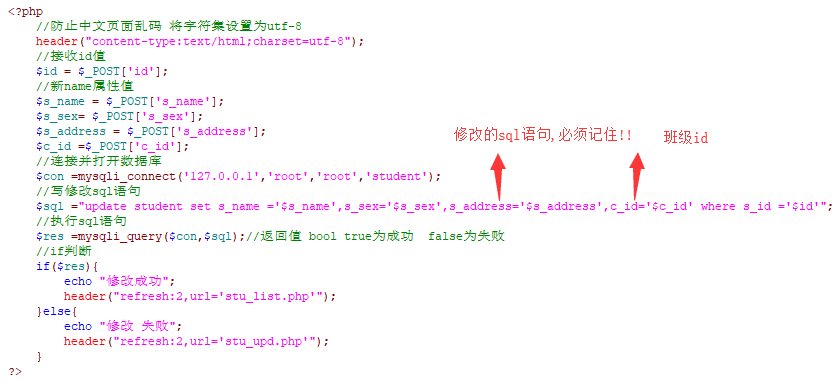 <?php
//防止中文页面乱码 将字符集设置为utf-8
header("content-type:text/html;charset=utf-8");
//接收id值
$id = $_POST['id'];
//新name属性值
$s_name = $_POST['s_name'];
$s_sex= $_POST['s_sex'];
$s_address = $_POST['s_address'];
$c_id =$_POST['c_id'];
修改的sql语句,必须记住!! 班级id
//连接并打开数据库
$con =mysqli_connect('127.0.0.1','root','root','student');
//写修改sql语句
$sql ="update student set s_name ='$s_name',s_sex='$s_sex',s_address='$s_address',c_id='$c_id' where s_id ='$id'";
//执行sql语句
$res =mysqli_query($con,$sql);//返回值 bool true为成功  false为失败
//if判断
if($res){
echo "修改成功";
header("refresh:2,url='stu_list.php'");
}else{
echo "修改 失败";
header("refresh:2,url='stu_upd.php'");
}
?>